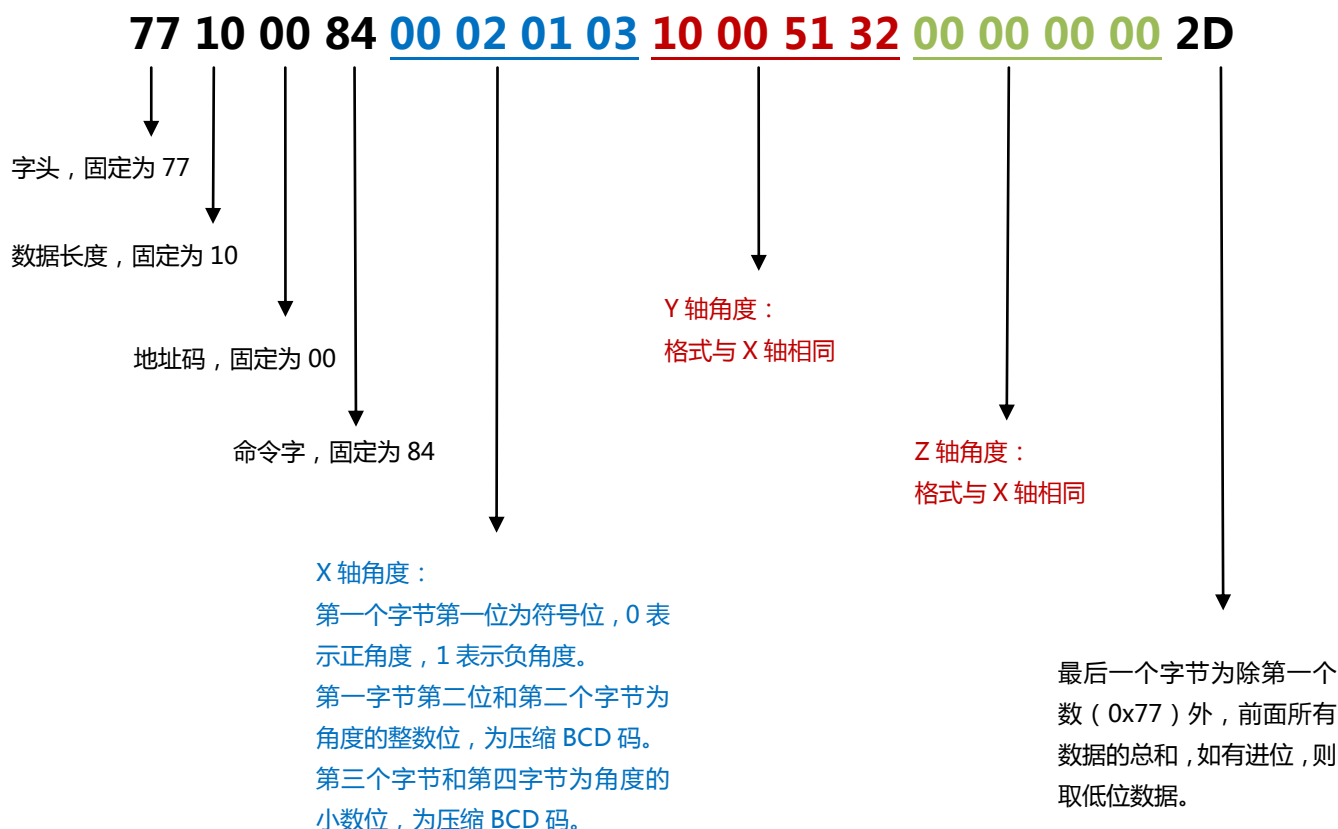 77 10 00 84 00 02 01 03 10 00 51 32 00 00 00 00 2D
字头，固定为 77
数据长度，固定为 10
地址码，固定为 00
命令字，固定为 84
X 轴角度：
第一个字节第一位为符号位，0 表
示正角度，1 表示负角度。
第一字节第二位和第二个字节为
角度的整数位，为压缩 BCD 码。
第三个字节和第四字节为角度的
小数位，为压缩 BCD 码。
Y 轴角度：
格式与 X 轴相同
Z 轴角度：
格式与 X 轴相同
最后一个字节为除第一个
数（0x77）外，前面所有
数据的总和，如有进位，则
取低位数据。